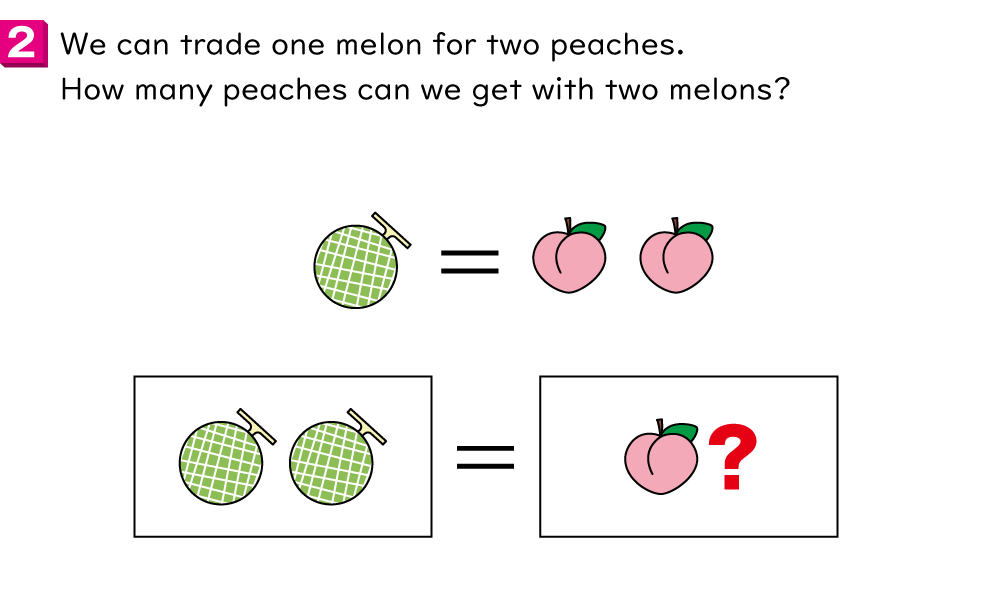 2 We can trade one melon for two peaches.
How many peaches can we get with two melons?
=
= ?